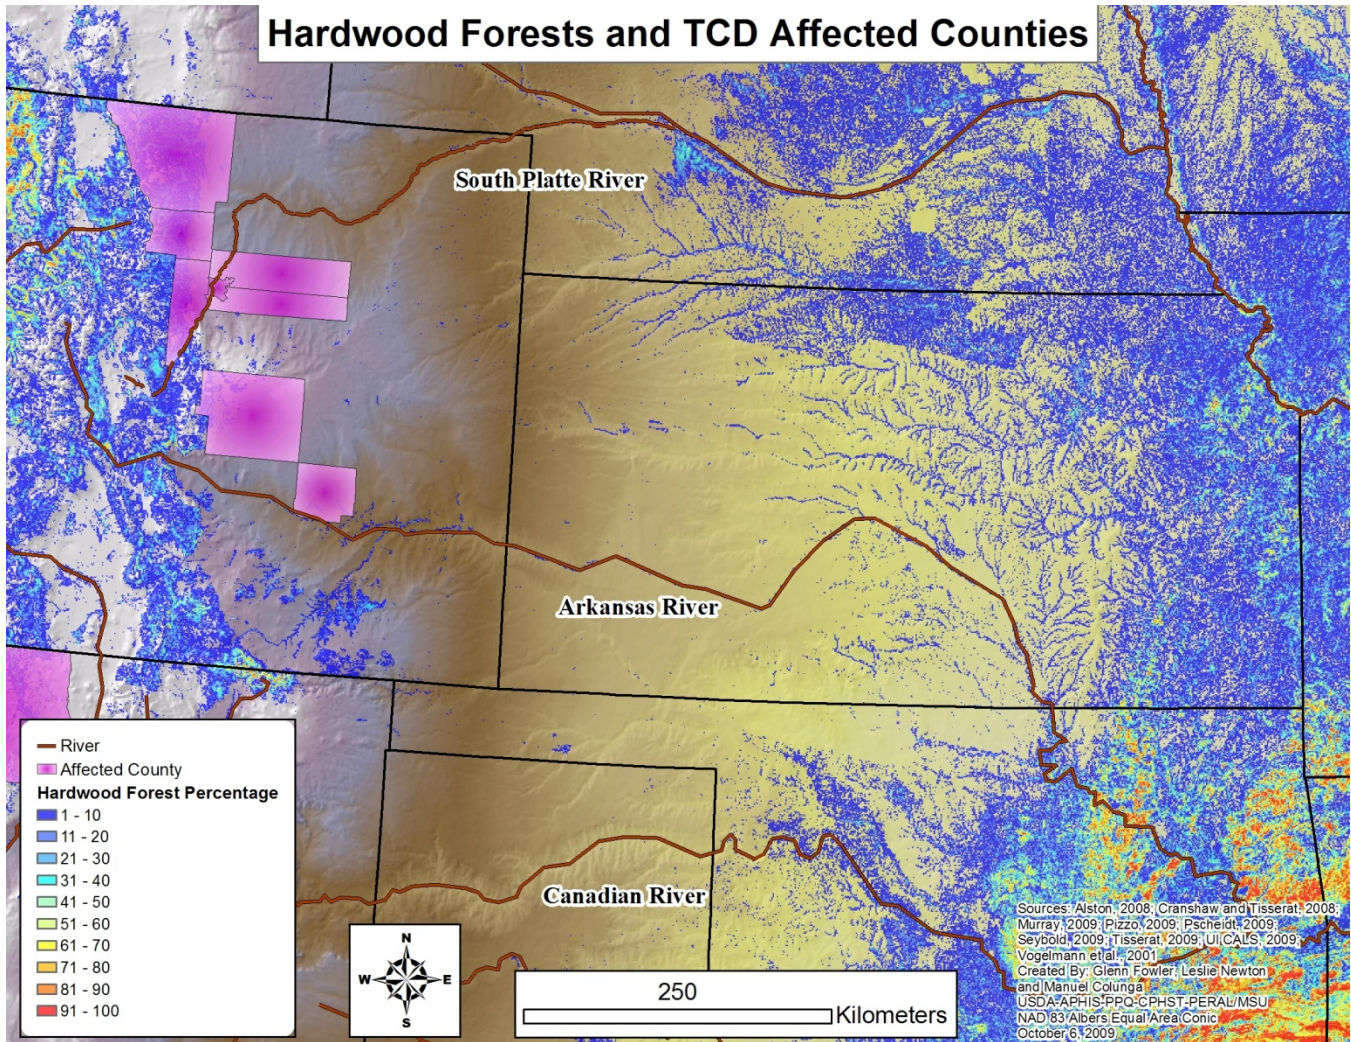 Hardwood Forests and TCD Affected Counties
South Platte River
Arkansas River
Canadian River
River
Affected County
Hardwood Forest Percentage
1 - 10
11 - 20
21 - 30
31 - 40
41 - 50
51 - 60
61 - 70
71 - 80
81 - 90
91 - 100
N
W E
S
250
Kilometers
Sources: Alston, 2008; Cranshaw and Tisserat, 2008;
Murray, 2009; Pizzo, 2009; Pscheidt, 2009;
Seybold, 2009; Tisserat, 2009; UI CALS, 2009;
Vogelmann et al., 2001
Created By: Glenn Fowler, Leslie Newton
and Manuel Colunga
USDA-APHIS-PPQ-CPHST-PERAL/MSU
NAD 83 Albers Equal Area Conic
October 6, 2009